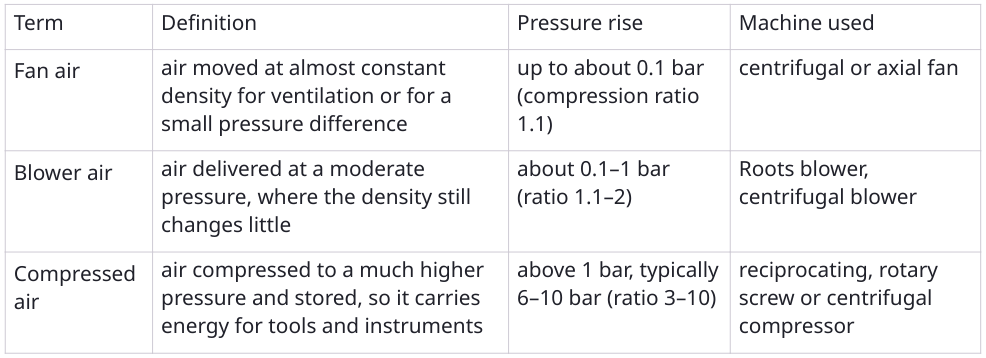 Term Definition Pressure rise Machine used
Fan air air moved at almost constant density for ventilation or for a small pressure difference up to about 0.1 bar (compression ratio 1.1) centrifugal or axial fan
Blower air air delivered at a moderate pressure, where the density still changes little about 0.1–1 bar (ratio 1.1–2) Roots blower, centrifugal blower
Compressed air air compressed to a much higher pressure and stored, so it carries energy for tools and instruments above 1 bar, typically 6–10 bar (ratio 3–10) reciprocating, rotary screw or centrifugal compressor